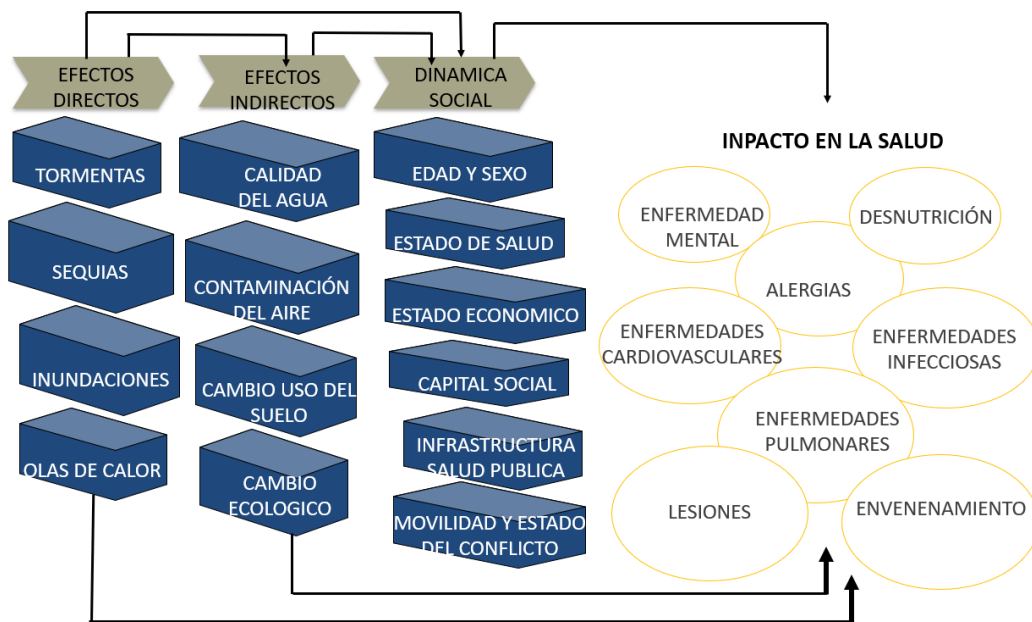 EFECTOS
DIRECTOS
TORMENTAS
SEQUIAS
INUNDACIONES
OLAS DE CALOR
EFECTOS
INDIRECTOS
CALIDAD
DEL AGUA
CONTAMINACIÓN
DEL AIRE
CAMBIO USO DEL
SUELO
CAMBIO
ECOLOGICO
DINAMICA
SOCIAL
EDAD Y SEXO
ESTADO DE SALUD
ESTADO ECONOMICO
CAPITAL SOCIAL
INFRASTRUCTURA
SALUD PUBLICA
MOVILIDAD Y ESTADO
DEL CONFLICTO
INPACTO EN LA SALUD
ENFERMEDAD
MENTAL
DESNUTRICIÓN
ALERGIAS
ENFERMEDADES
CARDIOVASCULARES
ENFERMEDADES
INFECCIOSAS
ENFERMEDADES
PULMONARES
LESIONES
ENVENENAMIENTO